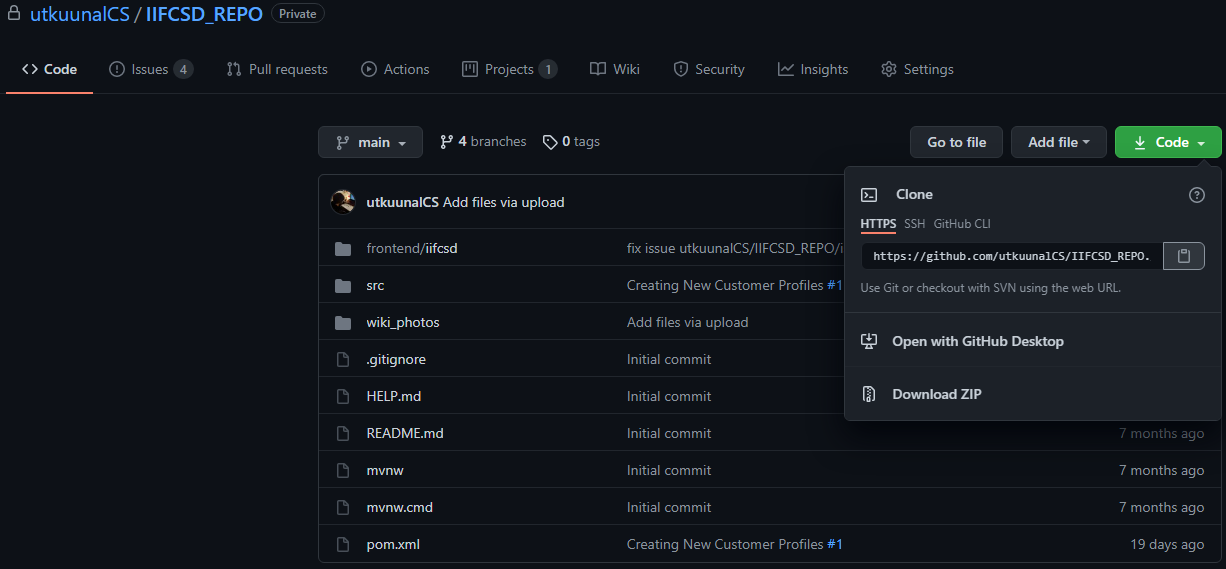 utkuunalCS / IIFCSD_REPO Private
Code Issues 4 Pull requests Actions Projects 1 Wiki Security Insights Settings
main 4 branches 0 tags Go to file Add file Code
utkuunalCS Add files via upload
Clone
HTTPS SSH GitHub CLI
https://github.com/utkuunalCS/IIFCSD_REPO.
Use Git or checkout with SVN using the web URL.
Open with GitHub Desktop
Download ZIP
frontend/iifcsd fix issue utkuunalCS/IIFCSD_REPO/i
src Creating New Customer Profiles #1
wiki_photos Add files via upload
.gitignore Initial commit
HELP.md Initial commit
README.md Initial commit 7 months ago
mvnw Initial commit 7 months ago
mvnw.cmd Initial commit 7 months ago
pom.xml Creating New Customer Profiles #1 19 days ago